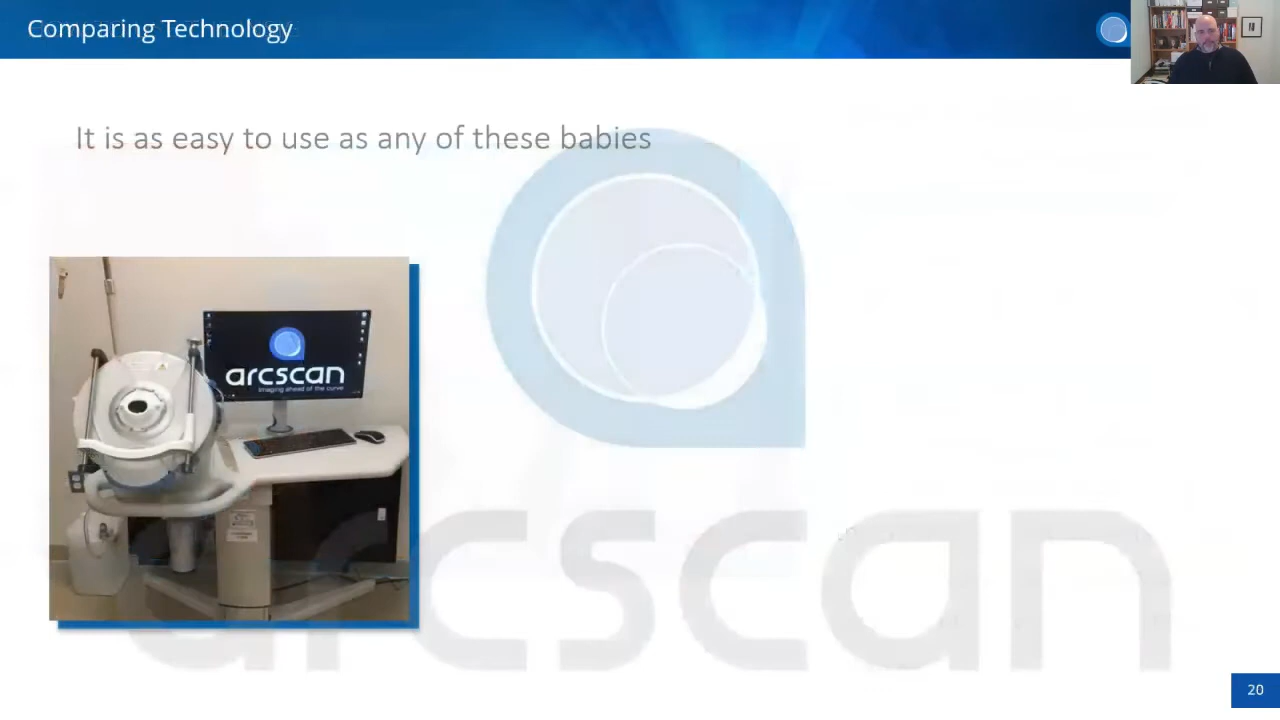 Comparing Technology
It is as easy to use as any of these babies
arcscan
imaging ahead of the curve
arcscan
20